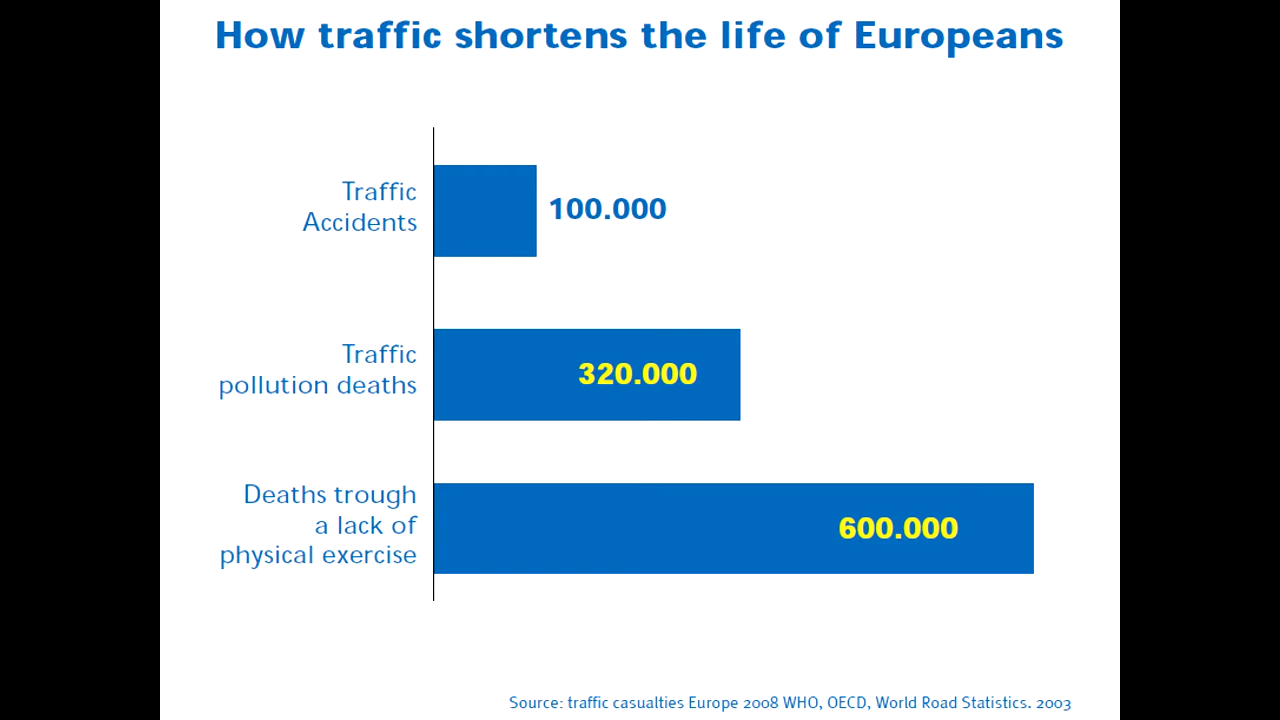 How traffic shortens the life of Europeans
Traffic
Accidents
100.000
Traffic
pollution deaths
320.000
Deaths trough
a lack of
physical exercise
600.000
Source: traffic casualties Europe 2008 WHO, OECD, World Road Statistics. 2003